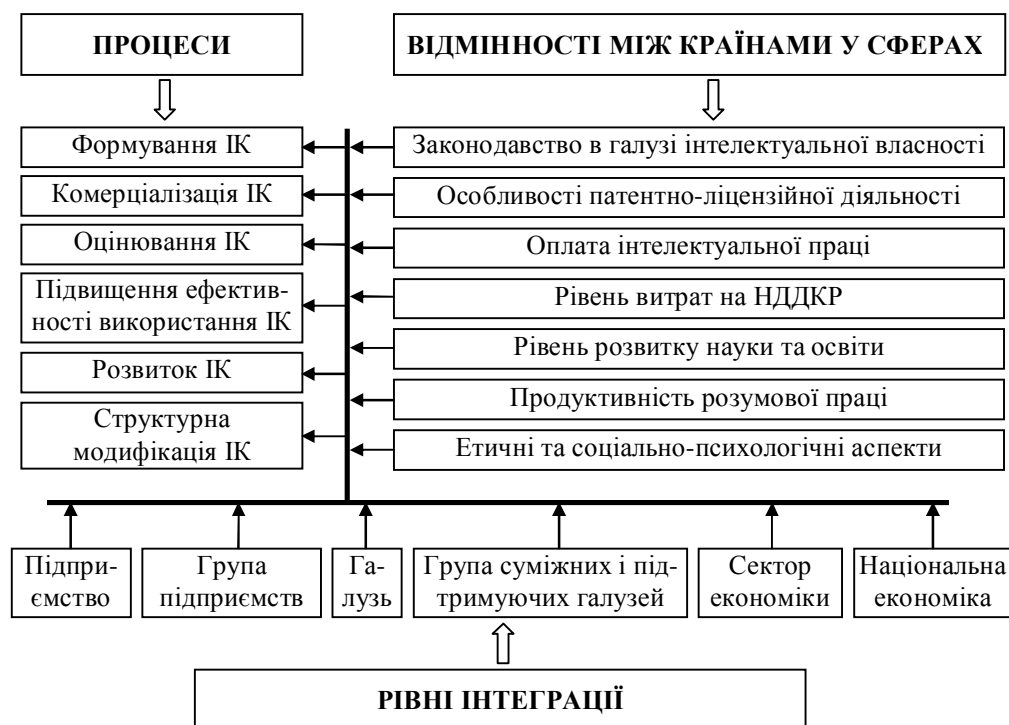 ПРОЦЕСИ
ВІДМІННОСТІ МІЖ КРАЇНАМИ У СФЕРАХ
Формування ІК
Комерціалізація ІК
Оцінювання ІК
Підвищення ефектив-
ності використання ІК
Розвиток ІК
Структурна
модифікація ІК
Законодавство в галузі інтелектуальної власності
Особливості патентно-ліцензійної діяльності
Оплата інтелектуальної праці
Рівень витрат на НДДКР
Рівень розвитку науки та освіти
Продуктивність розумової праці
Етичні та соціально-психологічні аспекти
Підпри-
ємство
Група
підприємств
Га-
лузь
Група суміжних і під-
тримуючих галузей
Сектор
економіки
Національна
економіка
РІВНІ ІНТЕГРАЦІЇ